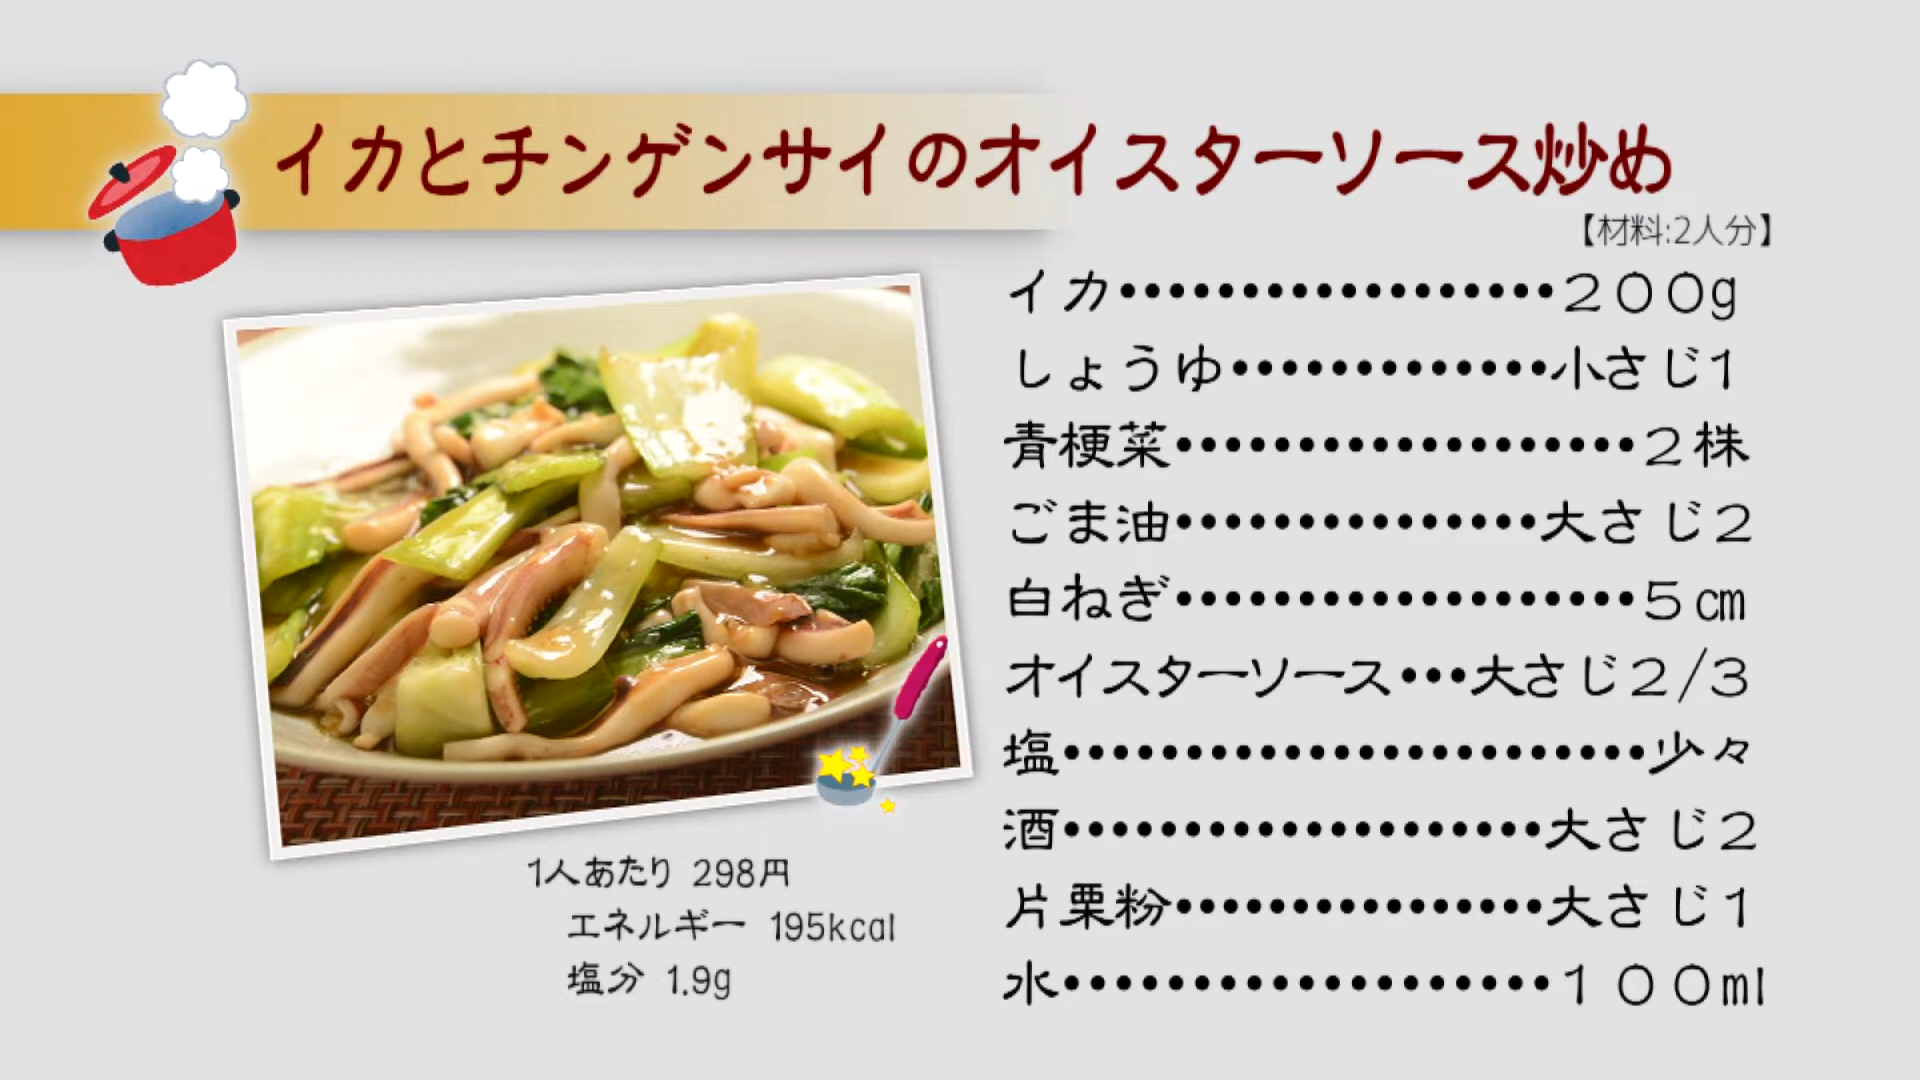 イカとチンゲンサイのオイスターソース炒め
【材料:2人分】
イカ・・・・・・・・・・・・・・・・・・２００g
しょうゆ・・・・・・・・・・・・・小さじ1
青梗菜・・・・・・・・・・・・・・・・・・・２株
ごま油・・・・・・・・・・・・・・・大さじ2
白ねぎ・・・・・・・・・・・・・・・・・・・５㎝
オイスターソース・・・大さじ２/３
塩・・・・・・・・・・・・・・・・・・・・・・・・少々
酒・・・・・・・・・・・・・・・・・・・・大さじ2
片栗粉・・・・・・・・・・・・・・・大さじ1
水・・・・・・・・・・・・・・・・・・・・１００ml
1人あたり 298円
エネルギー 195kcal
塩分 1.9g